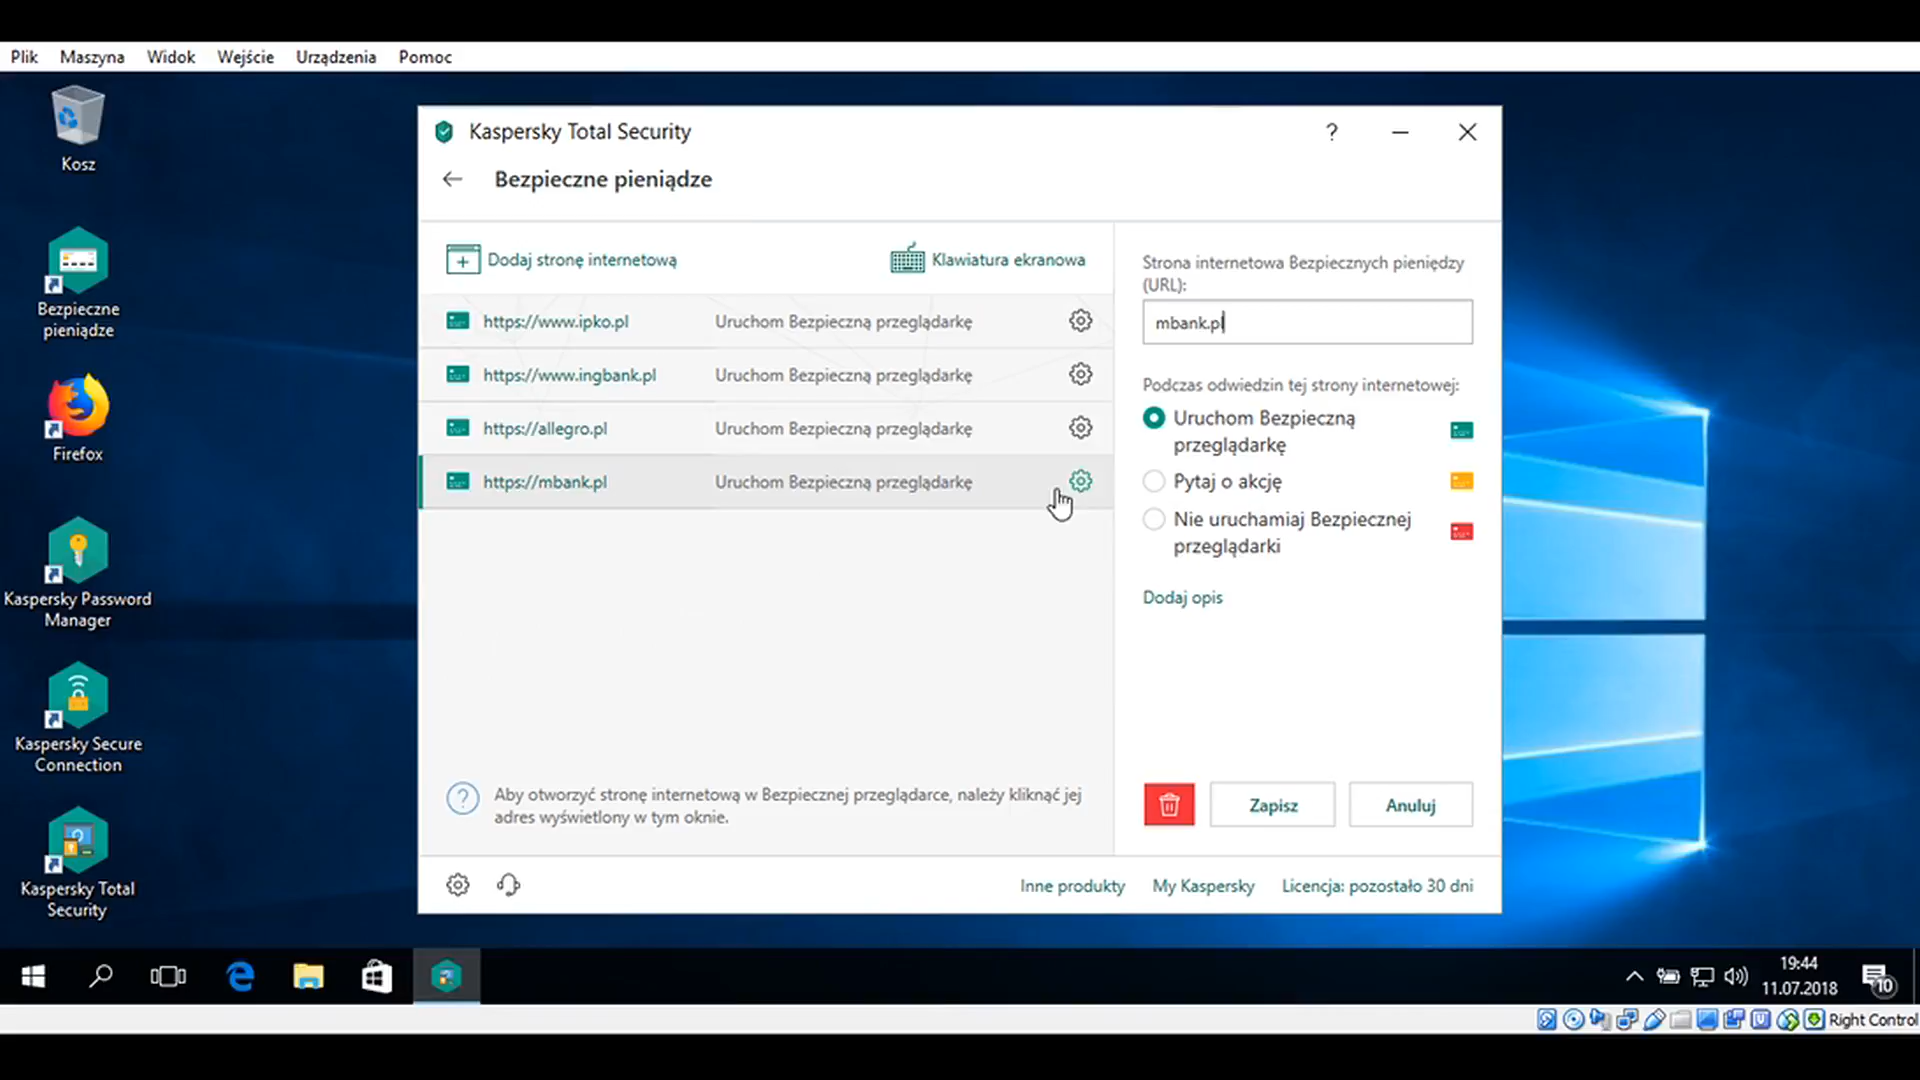 Plik Maszyna Widok Wejście Urządzenia Pomoc
Kosz
Bezpieczne
pieniądze
Firefox
Kaspersky Password
Manager
Kaspersky Secure
Connection
Kaspersky Total
Security
Kaspersky Total Security
?
Bezpieczne pieniądze
Dodaj stronę internetową
Klawiatura ekranowa
https://www.ipko.pl Uruchom Bezpieczną przeglądarkę
https://www.ingbank.pl Uruchom Bezpieczną przeglądarkę
https://allegro.pl Uruchom Bezpieczną przeglądarkę
https://mbank.pl Uruchom Bezpieczną przeglądarkę
? Aby otworzyć stronę internetową w Bezpiecznej przeglądarce, należy kliknąć jej
adres wyświetlony w tym oknie.
Strona internetowa Bezpiecznych pieniędzy
(URL):
mbank.pl
Podczas odwiedzin tej strony internetowej:
Uruchom Bezpieczną
przeglądarkę
Pytaj o akcję
Nie uruchamiaj Bezpiecznej
przeglądarki
Dodaj opis
Zapisz Anuluj
Inne produkty My Kaspersky Licencja: pozostało 30 dni
19:44
11.07.2018
10
Right Control